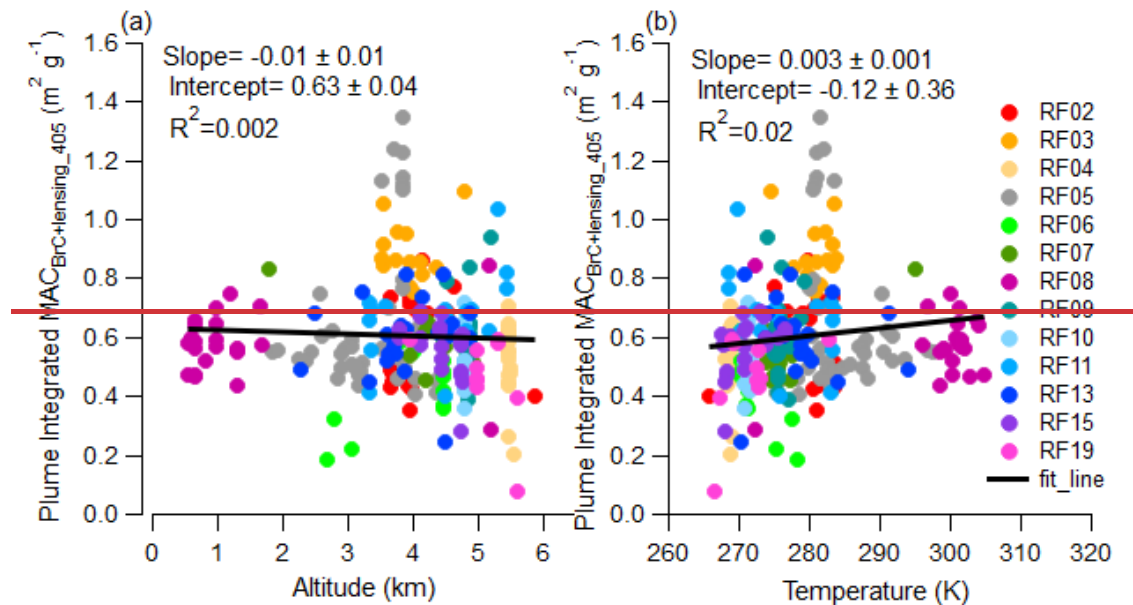 (a)
Slope= -0.01 ± 0.01
Intercept= 0.63 ± 0.04
R²=0.002
Plume Integrated MAC_BrC+lensing_405 (m² g⁻¹)
1.6
1.4
1.2
1.0
0.8
0.6
0.4
0.2
0.0
0 1 2 3 4 5 6
Altitude (km)
(b)
Slope= 0.003 ± 0.001
Intercept= -0.12 ± 0.36
R²=0.02
Plume Integrated MAC_BrC+lensing_405 (m² g⁻¹)
1.6
1.4
1.2
1.0
0.8
0.6
0.4
0.2
0.0
260 270 280 290 300 310 320
Temperature (K)
RF02
RF03
RF04
RF05
RF06
RF07
RF08
RF09
RF10
RF11
RF13
RF15
RF19
fit_line